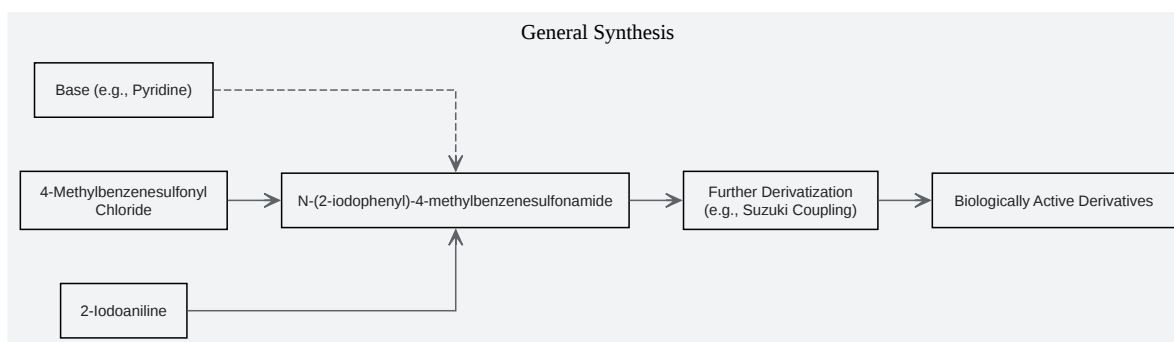 General Synthesis
Base (e.g., Pyridine)
4-Methylbenzenesulfonyl
Chloride
N-(2-iodophenyl)-4-methylbenzenesulfonamide
Further Derivatization
(e.g., Suzuki Coupling)
Biologically Active Derivatives
2-Iodoaniline